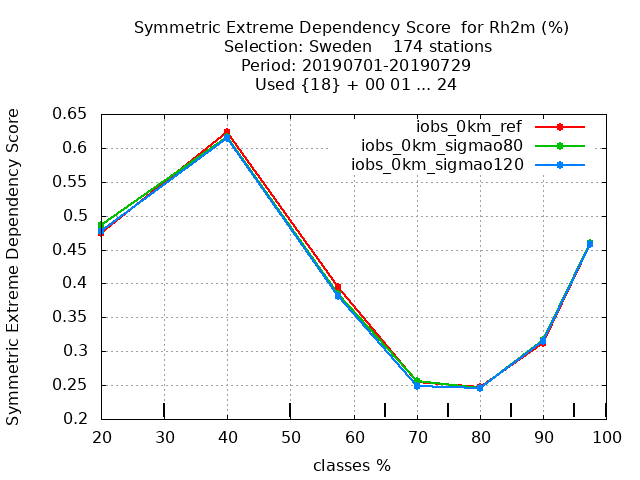 Symmetric Extreme Dependency Score  for Rh2m (%)
Selection: Sweden    174 stations
Period: 20190701-20190729
Used {18} + 00 01 ... 24
Symmetric Extreme Dependency Score
0.65
0.6
0.55
0.5
0.45
0.4
0.35
0.3
0.25
0.2
iobs_0km_ref
iobs_0km_sigmao80
iobs_0km_sigmao120
20 30 40 50 60 70 80 90 100
classes %